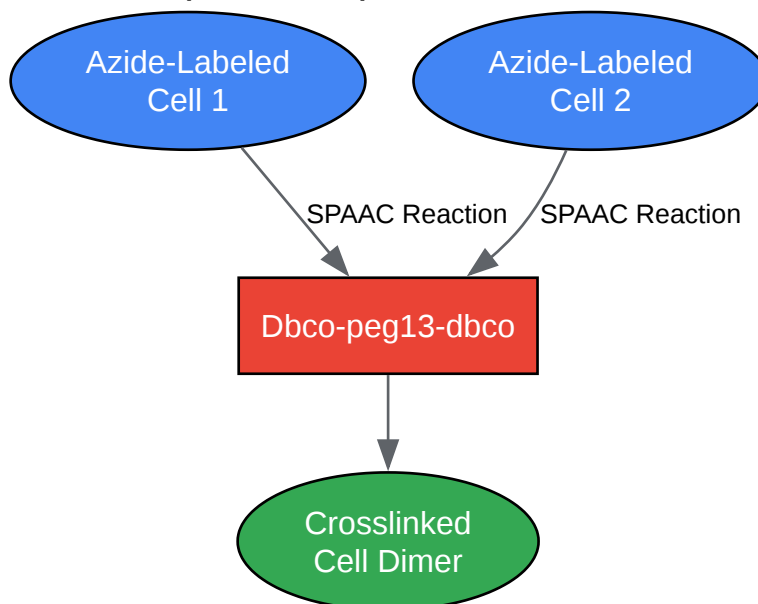 Azide-Labeled
Cell 1
Azide-Labeled
Cell 2
SPAAC Reaction
SPAAC Reaction
Dbco-peg13-dbco
Crosslinked
Cell Dimer